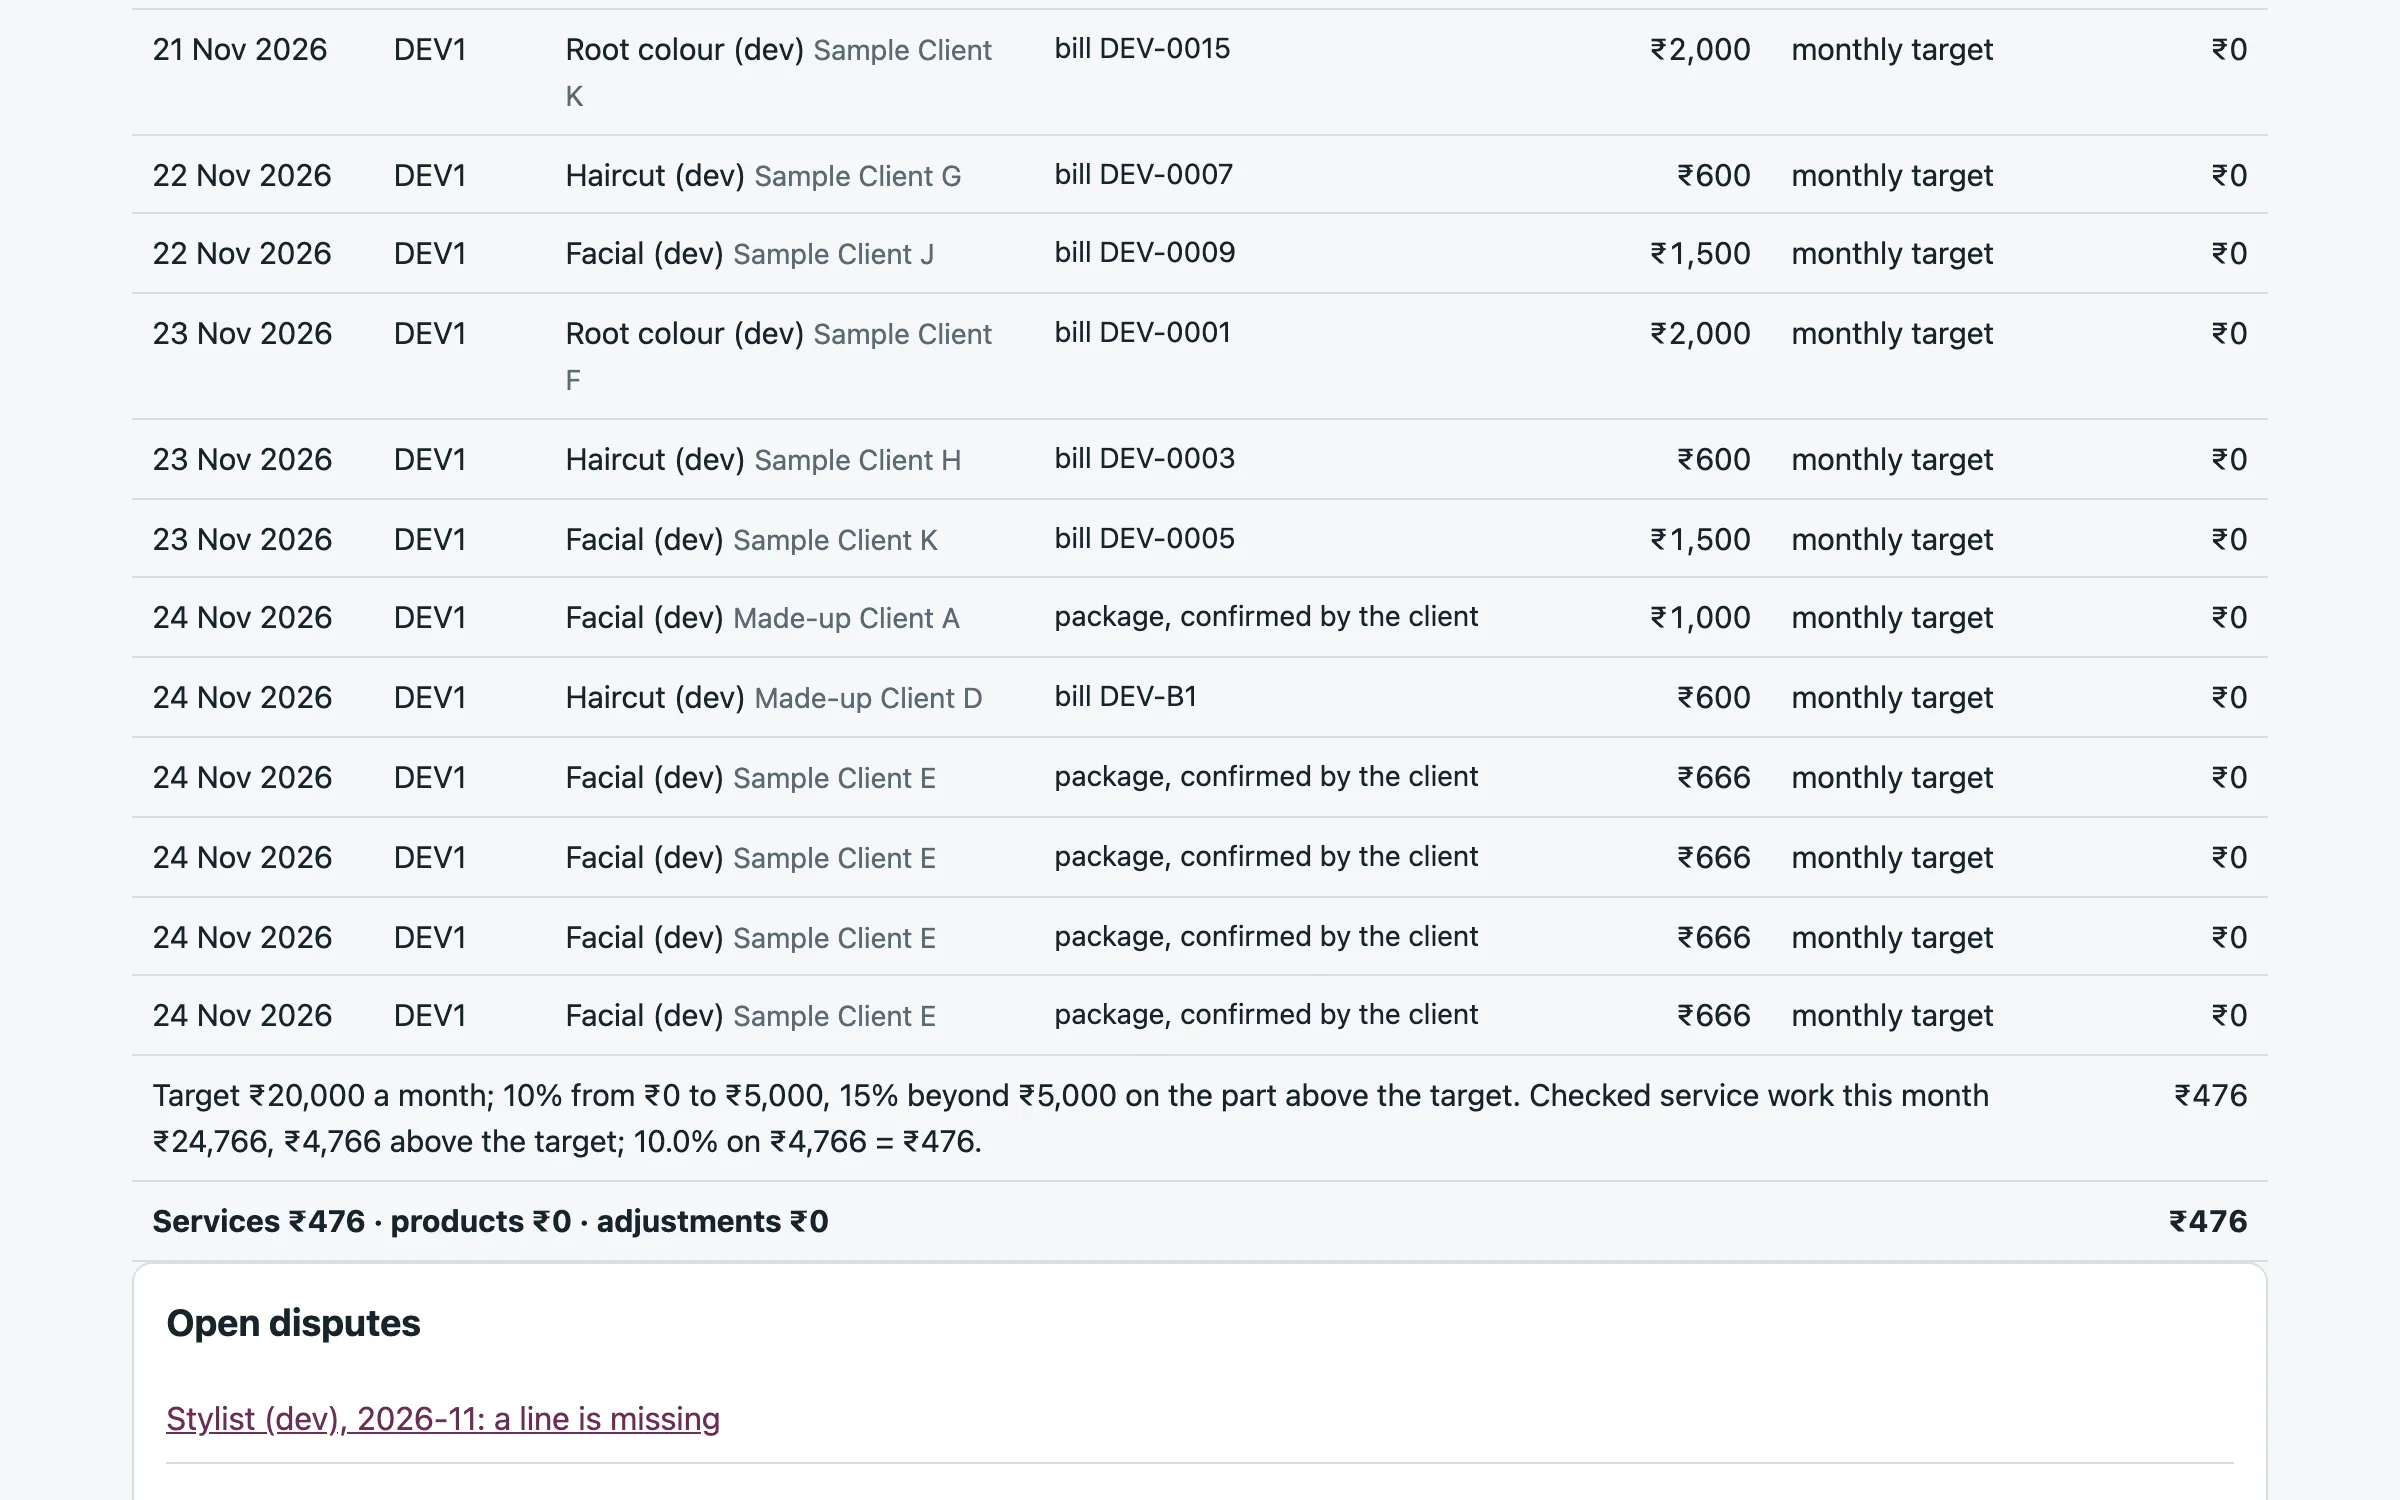 21 Nov 2026 DEV1 Root colour (dev) Sample Client K bill DEV-0015 ₹2,000 monthly target ₹0
22 Nov 2026 DEV1 Haircut (dev) Sample Client G bill DEV-0007 ₹600 monthly target ₹0
22 Nov 2026 DEV1 Facial (dev) Sample Client J bill DEV-0009 ₹1,500 monthly target ₹0
23 Nov 2026 DEV1 Root colour (dev) Sample Client F bill DEV-0001 ₹2,000 monthly target ₹0
23 Nov 2026 DEV1 Haircut (dev) Sample Client H bill DEV-0003 ₹600 monthly target ₹0
23 Nov 2026 DEV1 Facial (dev) Sample Client K bill DEV-0005 ₹1,500 monthly target ₹0
24 Nov 2026 DEV1 Facial (dev) Made-up Client A package, confirmed by the client ₹1,000 monthly target ₹0
24 Nov 2026 DEV1 Haircut (dev) Made-up Client D bill DEV-B1 ₹600 monthly target ₹0
24 Nov 2026 DEV1 Facial (dev) Sample Client E package, confirmed by the client ₹666 monthly target ₹0
24 Nov 2026 DEV1 Facial (dev) Sample Client E package, confirmed by the client ₹666 monthly target ₹0
24 Nov 2026 DEV1 Facial (dev) Sample Client E package, confirmed by the client ₹666 monthly target ₹0
24 Nov 2026 DEV1 Facial (dev) Sample Client E package, confirmed by the client ₹666 monthly target ₹0
Target ₹20,000 a month; 10% from ₹0 to ₹5,000, 15% beyond ₹5,000 on the part above the target. Checked service work this month ₹476
₹24,766, ₹4,766 above the target; 10.0% on ₹4,766 = ₹476.
Services ₹476 · products ₹0 · adjustments ₹0 ₹476
Open disputes
Stylist (dev), 2026-11: a line is missing